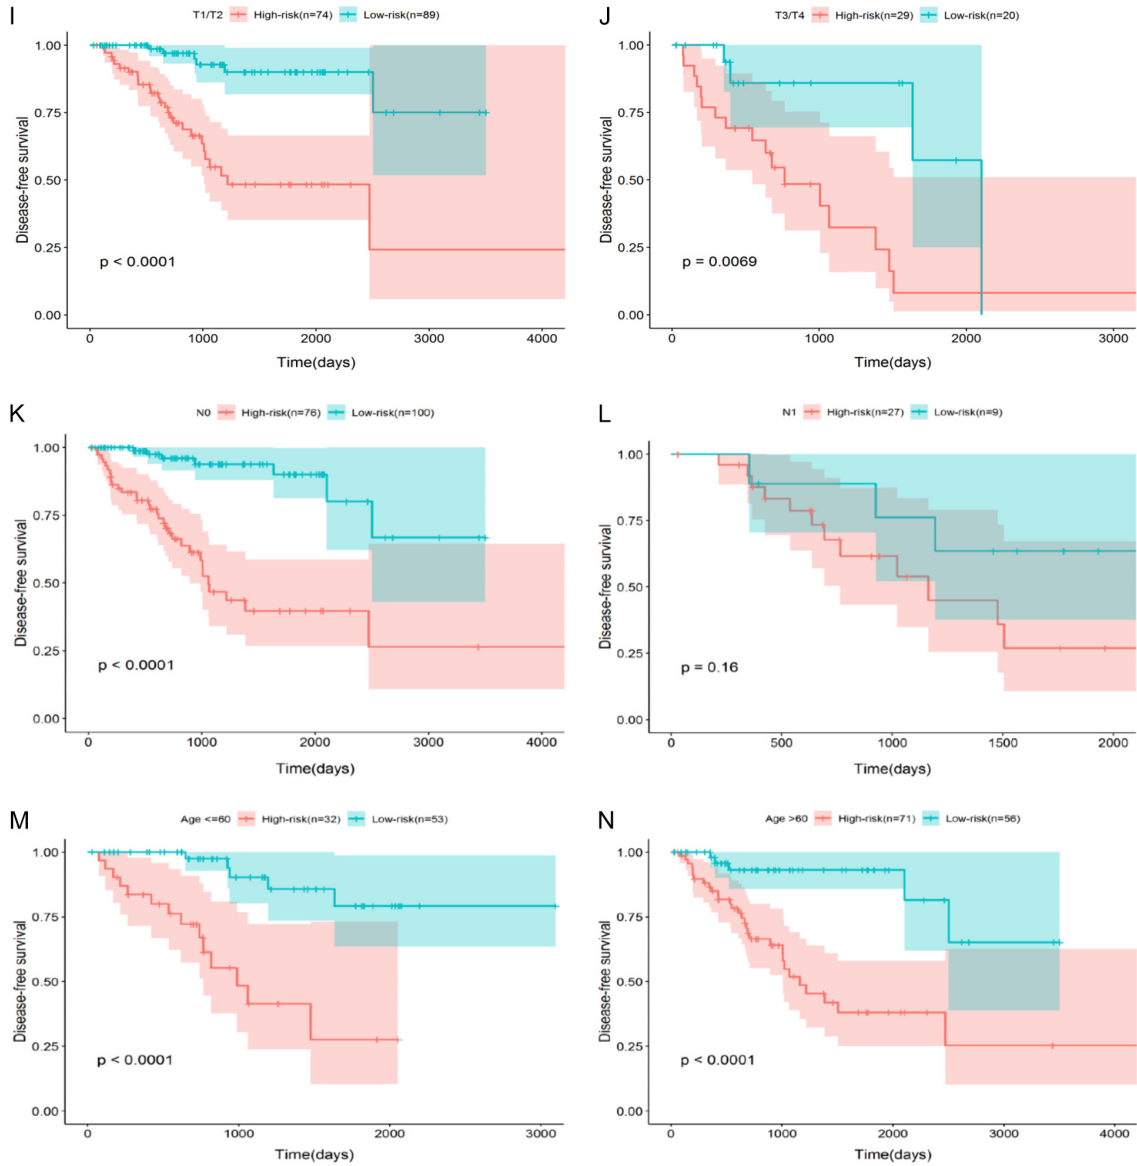 I
T1/T2 High-risk(n=74) Low-risk(n=89)
Disease-free survival
1.00
0.75
0.50
0.25
0.00
p < 0.0001
0 1000 2000 3000 4000
Time(days)
J
T3/T4 High-risk(n=29) Low-risk(n=20)
Disease-free survival
1.00
0.75
0.50
0.25
0.00
p = 0.0069
0 1000 2000 3000
Time(days)
K
N0 High-risk(n=76) Low-risk(n=100)
Disease-free survival
1.00
0.75
0.50
0.25
0.00
p < 0.0001
0 1000 2000 3000 4000
Time(days)
L
N1 High-risk(n=27) Low-risk(n=9)
Disease-free survival
1.00
0.75
0.50
0.25
0.00
p = 0.16
0 500 1000 1500 2000
Time(days)
M
Age <=60 High-risk(n=32) Low-risk(n=53)
Disease-free survival
1.00
0.75
0.50
0.25
0.00
p < 0.0001
0 1000 2000 3000
Time(days)
N
Age >60 High-risk(n=71) Low-risk(n=56)
Disease-free survival
1.00
0.75
0.50
0.25
0.00
p < 0.0001
0 1000 2000 3000 4000
Time(days)